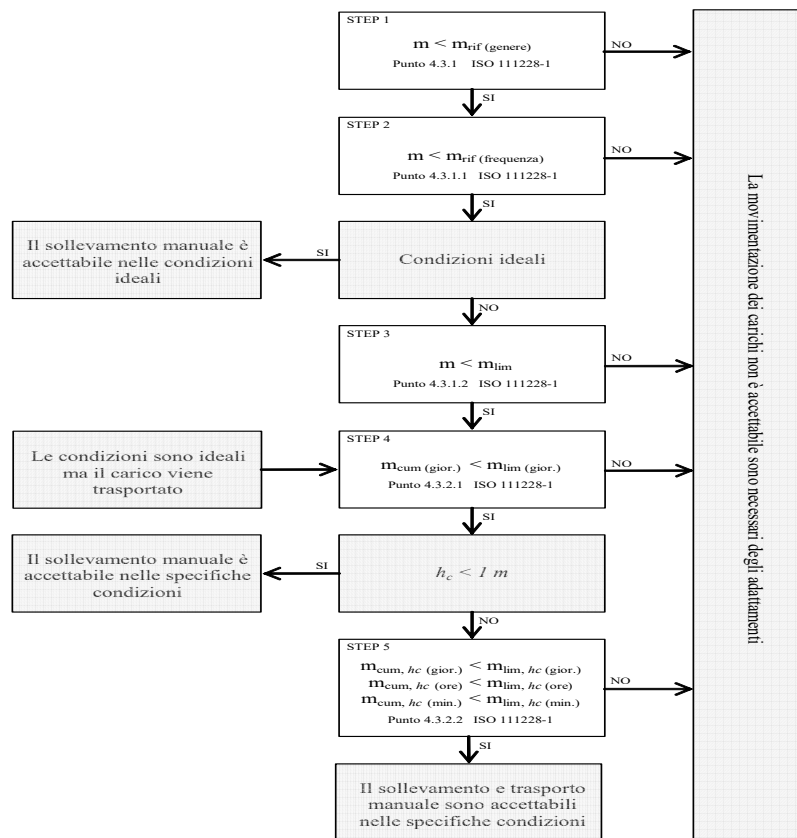 STEP 1
m < mrif (genere)
Punto 4.3.1 ISO 111228-1
NO
SI
STEP 2
m < mrif (frequenza)
Punto 4.3.1.1 ISO 111228-1
NO
SI
Il sollevamento manuale è
accettabile nelle condizioni
ideali
SI
Condizioni ideali
NO
STEP 3
m < mlim
Punto 4.3.1.2 ISO 111228-1
NO
SI
Le condizioni sono ideali
ma il carico viene
trasportato
STEP 4
mcum (gior.) < mlim (gior.)
Punto 4.3.2.1 ISO 111228-1
NO
SI
Il sollevamento manuale è
accettabile nelle specifiche
condizioni
SI
hc < 1 m
NO
STEP 5
mcum, hc (gior.) < mlim, hc (gior.)
mcum, hc (ore) < mlim, hc (ore)
mcum, hc (min.) < mlim, hc (min.)
Punto 4.3.2.2 ISO 111228-1
NO
SI
Il sollevamento e trasporto
manuale sono accettabili
nelle specifiche condizioni
La movimentazione dei carichi non è accettabile sono necessari degli adattamenti